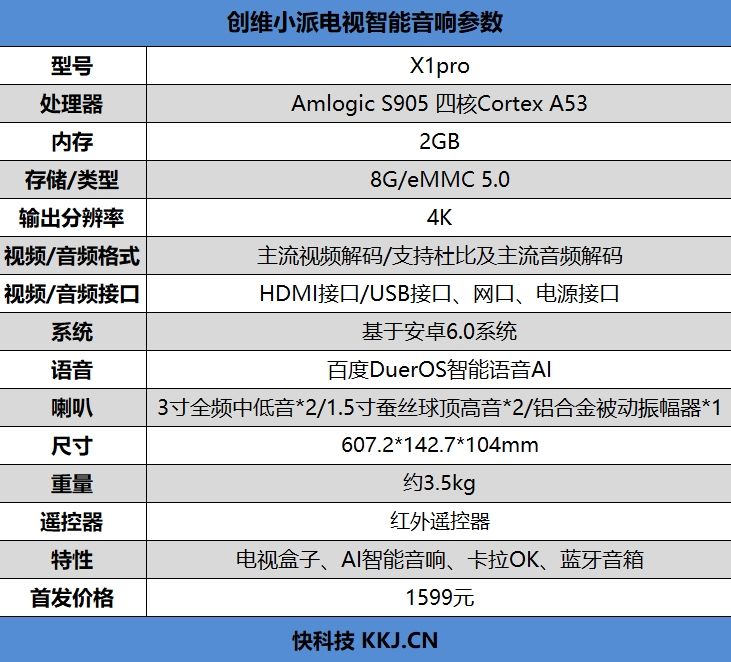 创维小派电视智能音响参数
型号 X1pro
处理器 Amlogic S905 四核Cortex A53
内存 2GB
存储/类型 8G/eMMC 5.0
输出分辨率 4K
视频/音频格式 主流视频解码/支持杜比及主流音频解码
视频/音频接口 HDMI接口/USB接口、网口、电源接口
系统 基于安卓6.0系统
语音 百度DuerOS智能语音AI
喇叭 3寸全频中低音*2/1.5寸蚕丝球顶高音*2/铝合金被动振幅器*1
尺寸 607.2*142.7*104mm
重量 约3.5kg
遥控器 红外遥控器
特性 电视盒子、AI智能音响、卡拉OK、蓝牙音箱
首发价格 1599元
快科技 KKJ.CN